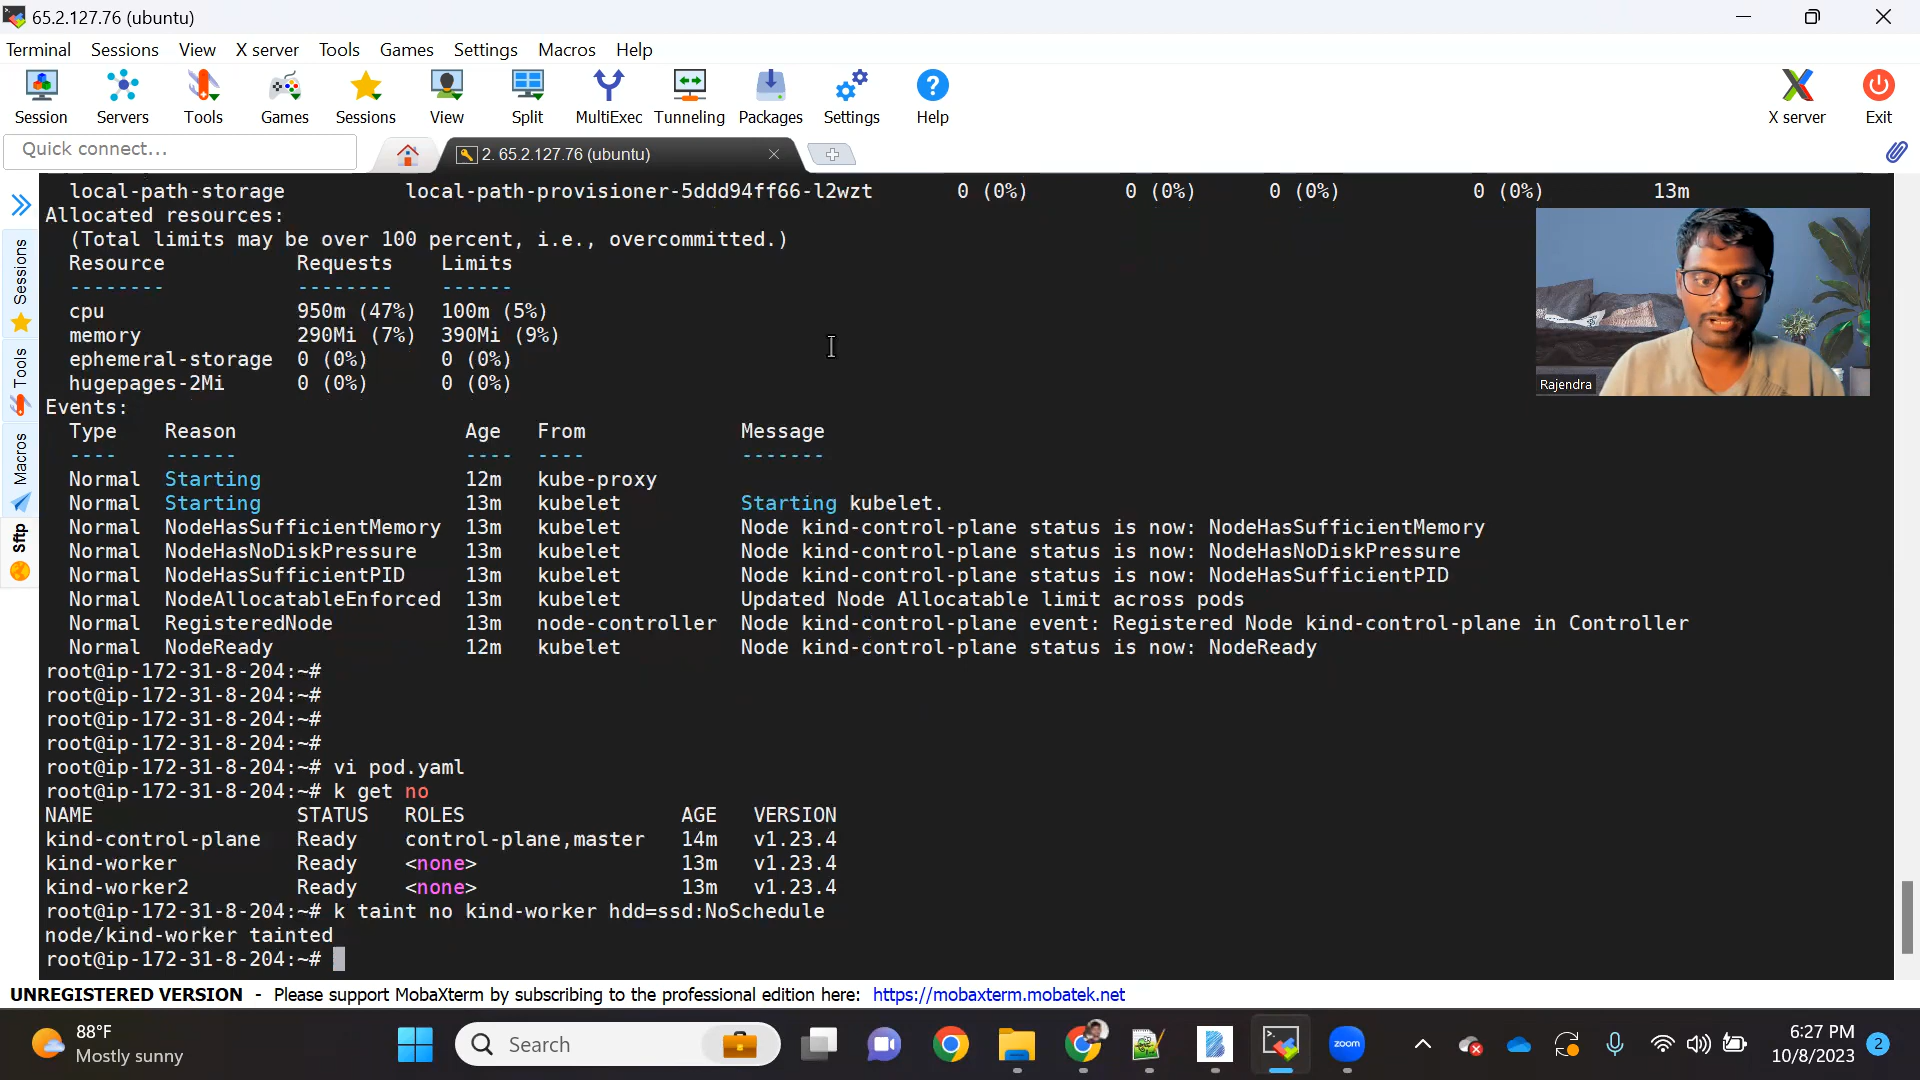 65.2.127.76 (ubuntu)
Terminal Sessions View X server Tools Games Settings Macros Help
Session Servers Tools Games Sessions View Split MultiExec Tunneling Packages Settings Help X server Exit
Quick connect...
2. 65.2.127.76 (ubuntu)
local-path-storage local-path-provisioner-5ddd94ff66-l2wzt 0 (0%) 0 (0%) 0 (0%) 0 (0%) 13m
Allocated resources:
(Total limits may be over 100 percent, i.e., overcommitted.)
Resource Requests Limits
-------- -------- ------
cpu 950m (47%) 100m (5%)
memory 290Mi (7%) 390Mi (9%)
ephemeral-storage 0 (0%) 0 (0%)
hugepages-2Mi 0 (0%) 0 (0%)
Events:
Type Reason Age From Message
---- ------ ---- ---- -------
Normal Starting 12m kube-proxy
Normal Starting 13m kubelet Starting kubelet.
Normal NodeHasSufficientMemory 13m kubelet Node kind-control-plane status is now: NodeHasSufficientMemory
Normal NodeHasNoDiskPressure 13m kubelet Node kind-control-plane status is now: NodeHasNoDiskPressure
Normal NodeHasSufficientPID 13m kubelet Node kind-control-plane status is now: NodeHasSufficientPID
Normal NodeAllocatableEnforced 13m kubelet Updated Node Allocatable limit across pods
Normal RegisteredNode 13m node-controller Node kind-control-plane event: Registered Node kind-control-plane in Controller
Normal NodeReady 12m kubelet Node kind-control-plane status is now: NodeReady
root@ip-172-31-8-204:~#
root@ip-172-31-8-204:~#
root@ip-172-31-8-204:~#
root@ip-172-31-8-204:~#
root@ip-172-31-8-204:~# vi pod.yaml
root@ip-172-31-8-204:~# k get no
NAME STATUS ROLES AGE VERSION
kind-control-plane Ready control-plane,master 14m v1.23.4
kind-worker Ready <none> 13m v1.23.4
kind-worker2 Ready <none> 13m v1.23.4
root@ip-172-31-8-204:~# k taint no kind-worker hdd=ssd:NoSchedule
node/kind-worker tainted
root@ip-172-31-8-204:~#
Sessions
Tools
Macros
Sftp
Rajendra
UNREGISTERED VERSION - Please support MobaXterm by subscribing to the professional edition here: https://mobaxterm.mobatek.net
88°F
Mostly sunny
Search
zoom
6:27 PM
10/8/2023
2